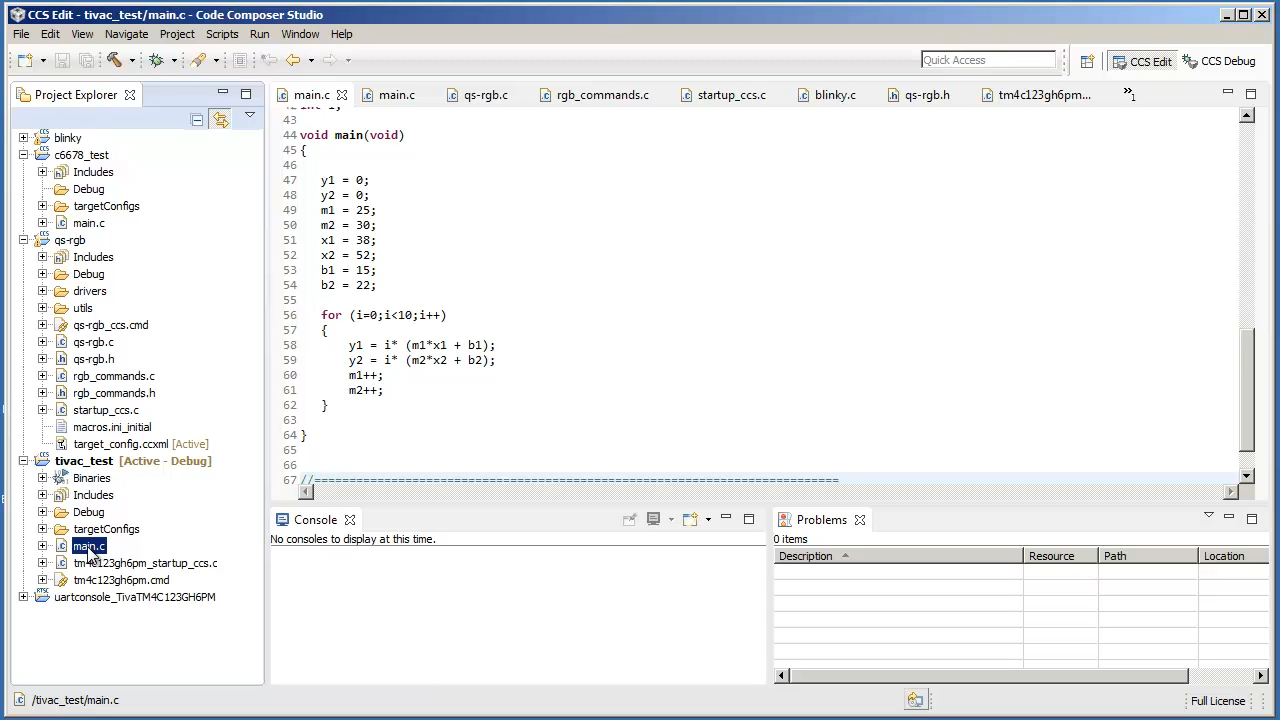 CCS Edit - tivac_test/main.c - Code Composer Studio
File Edit View Navigate Project Scripts Run Window Help
Quick Access
CCS Edit
CCS Debug
Project Explorer
blinky
c6678_test
Includes
Debug
targetConfigs
main.c
qs-rgb
Includes
Debug
drivers
utils
qs-rgb_ccs.cmd
qs-rgb.c
qs-rgb.h
rgb_commands.c
rgb_commands.h
startup_ccs.c
macros.ini_initial
target_config.ccxml [Active]
tivac_test [Active - Debug]
Binaries
Includes
Debug
targetConfigs
main.c
tm4c123gh6pm_startup_ccs.c
tm4c123gh6pm.cmd
uartconsole_TivaTM4C123GH6PM
main.c main.c qs-rgb.c rgb_commands.c startup_ccs.c blinky.c qs-rgb.h tm4c123gh6pm... »1
42 int i;
43
44 void main(void)
45 {
46
47 y1 = 0;
48 y2 = 0;
49 m1 = 25;
50 m2 = 30;
51 x1 = 38;
52 x2 = 52;
53 b1 = 15;
54 b2 = 22;
55
56 for (i=0;i<10;i++)
57 {
58 y1 = i* (m1*x1 + b1);
59 y2 = i* (m2*x2 + b2);
60 m1++;
61 m2++;
62 }
63
64 }
65
66
67 //===========================================================================
Console
No consoles to display at this time.
Problems
0 items
Description Resource Path Location
/tivac_test/main.c
Full License